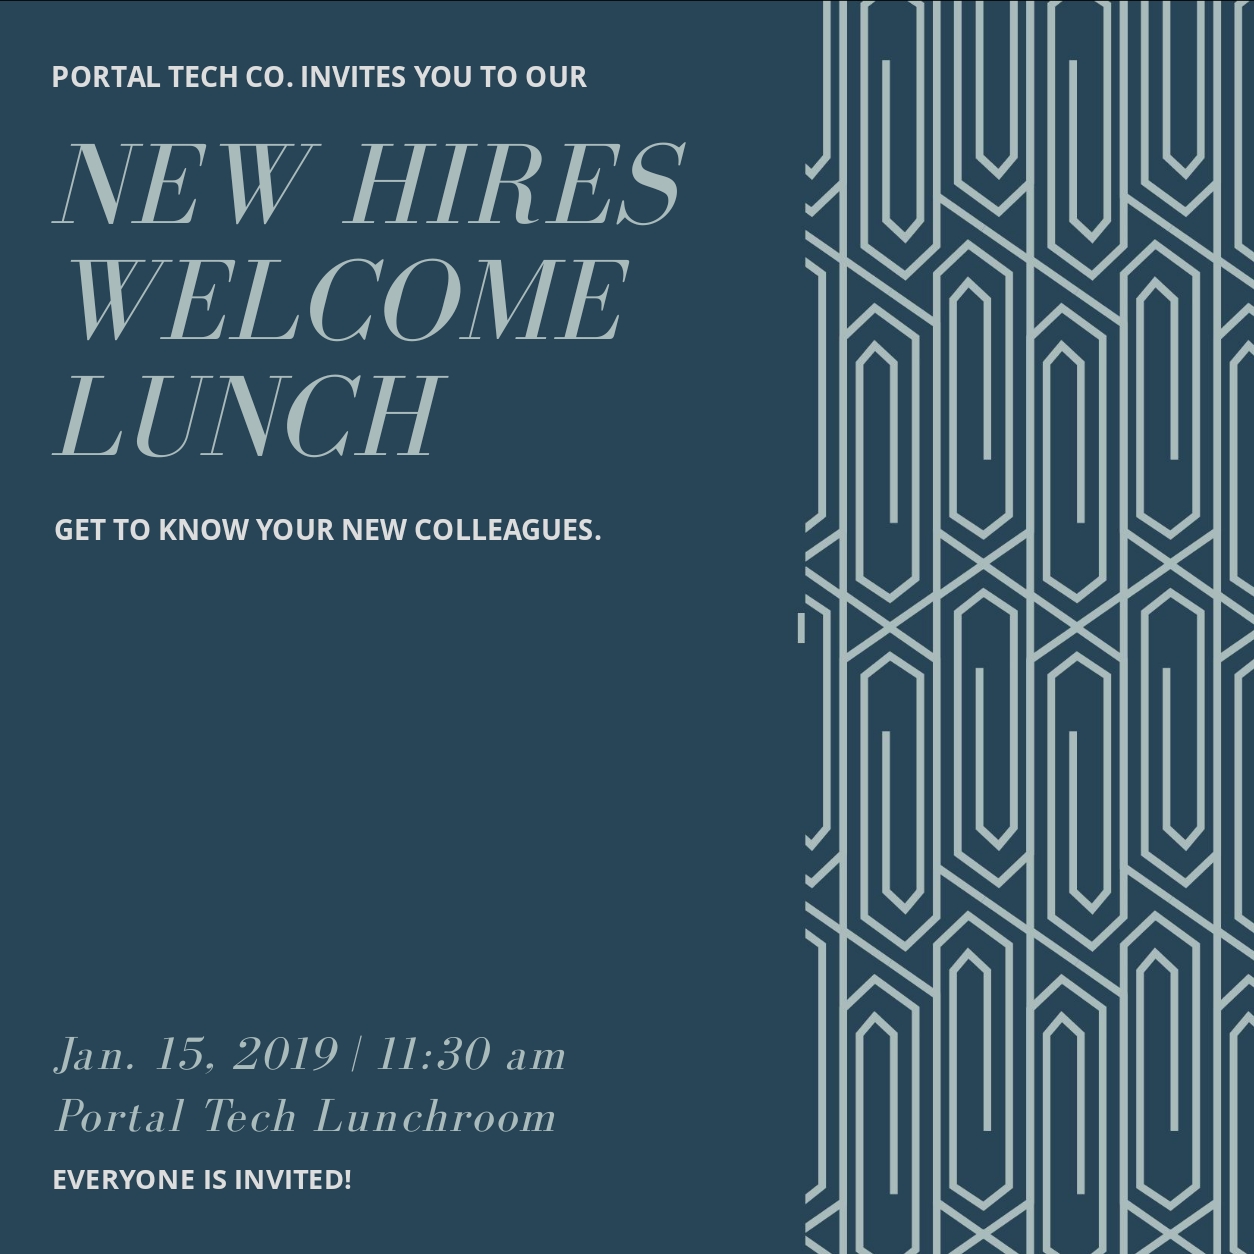 PORTAL TECH CO. INVITES YOU TO OUR
NEW HIRES
WELCOME
LUNCH
GET TO KNOW YOUR NEW COLLEAGUES.
Jan. 15, 2019 | 11:30 am
Portal Tech Lunchroom
EVERYONE IS INVITED!